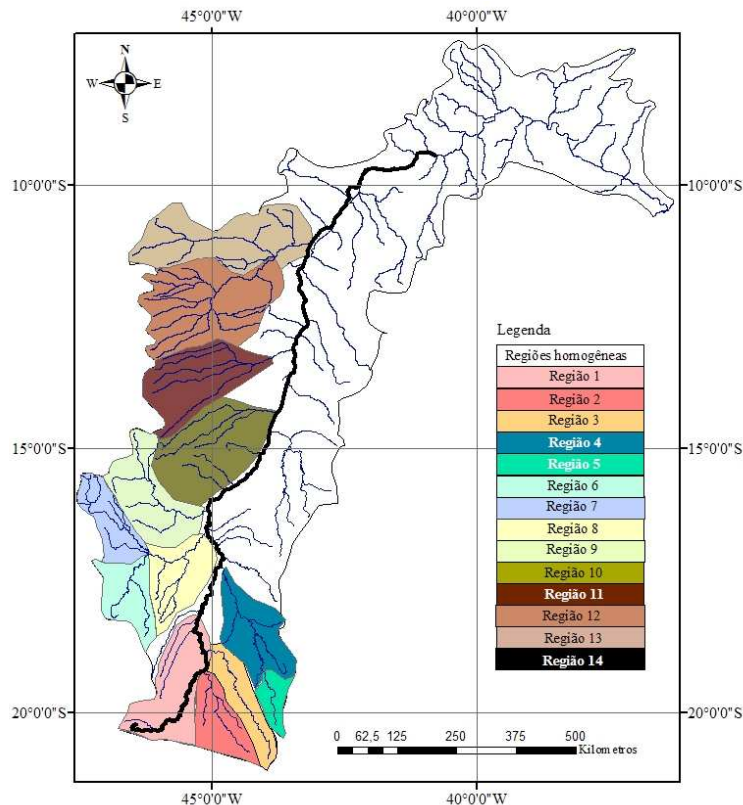 45°0'0"W 40°0'0"W
N
W E
S
10°0'0"S 10°0'0"S
Legenda
Regiões homogêneas
Região 1
Região 2
Região 3
Região 4
Região 5
Região 6
Região 7
Região 8
Região 9
Região 10
Região 11
Região 12
Região 13
Região 14
15°0'0"S 15°0'0"S
20°0'0"S 20°0'0"S
0 62,5 125 250 375 500
Kilometros
45°0'0"W 40°0'0"W